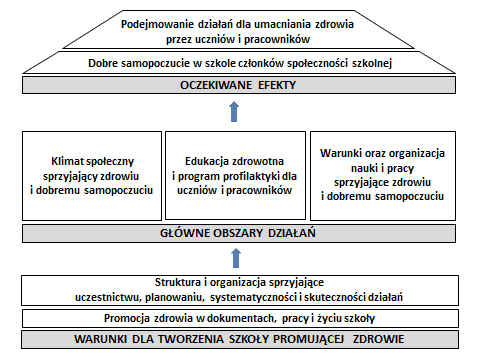 Podejmowanie działań dla umacniania zdrowia
przez uczniów i pracowników
Dobre samopoczucie w szkole członków społeczności szkolnej
OCZEKIWANE EFEKTY
Klimat społeczny
sprzyjający zdrowiu
i dobremu samopoczuciu
Edukacja zdrowotna
i program profilaktyki dla
uczniów i pracowników
Warunki oraz organizacja
nauki i pracy
sprzyjające zdrowiu
i dobremu samopoczuciu
GŁÓWNE OBSZARY DZIAŁAŃ
Struktura i organizacja sprzyjające
uczestnictwu, planowaniu, systematyczności i skuteczności działań
Promocja zdrowia w dokumentach, pracy i życiu szkoły
WARUNKI DLA TWORZENIA SZKOŁY PROMUJĄCEJ ZDROWIE